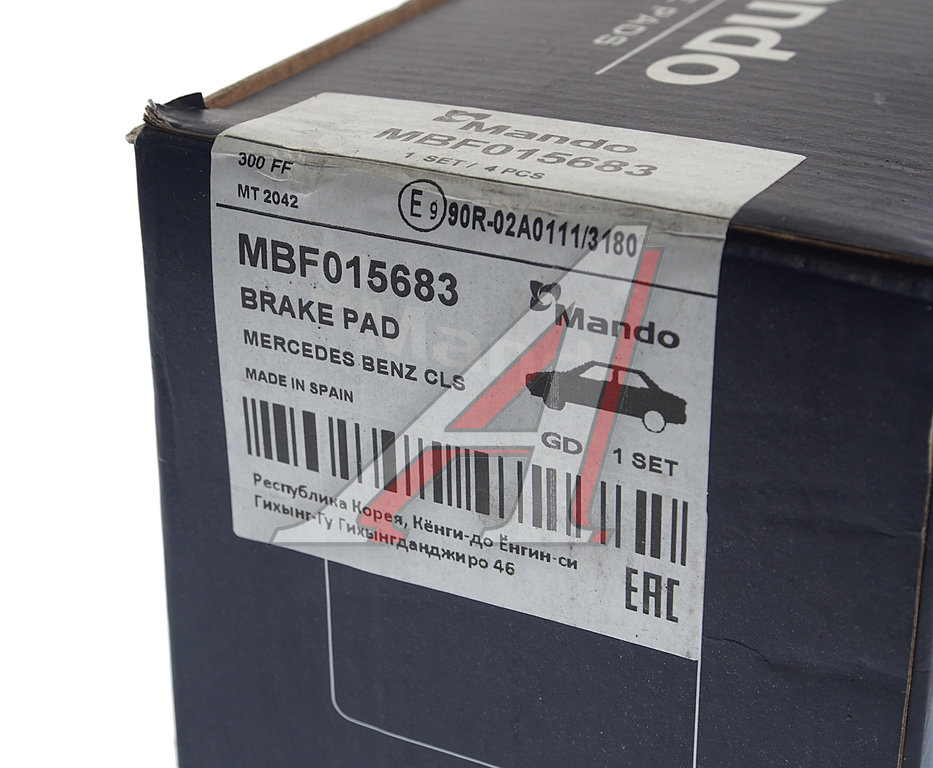 PADS
Mando
MBF015683
1 SET / 4 PCS
300 FF
MT 2042
E9 90R-02A0111/3180
MBF015683
BRAKE PAD
Mando
MERCEDES BENZ CLS
MADE IN SPAIN
GD 1 SET
Республика Корея, Кёнги-до Ёнгин-си
Гихынг-Гу Гихынгданджиро 46
EAC